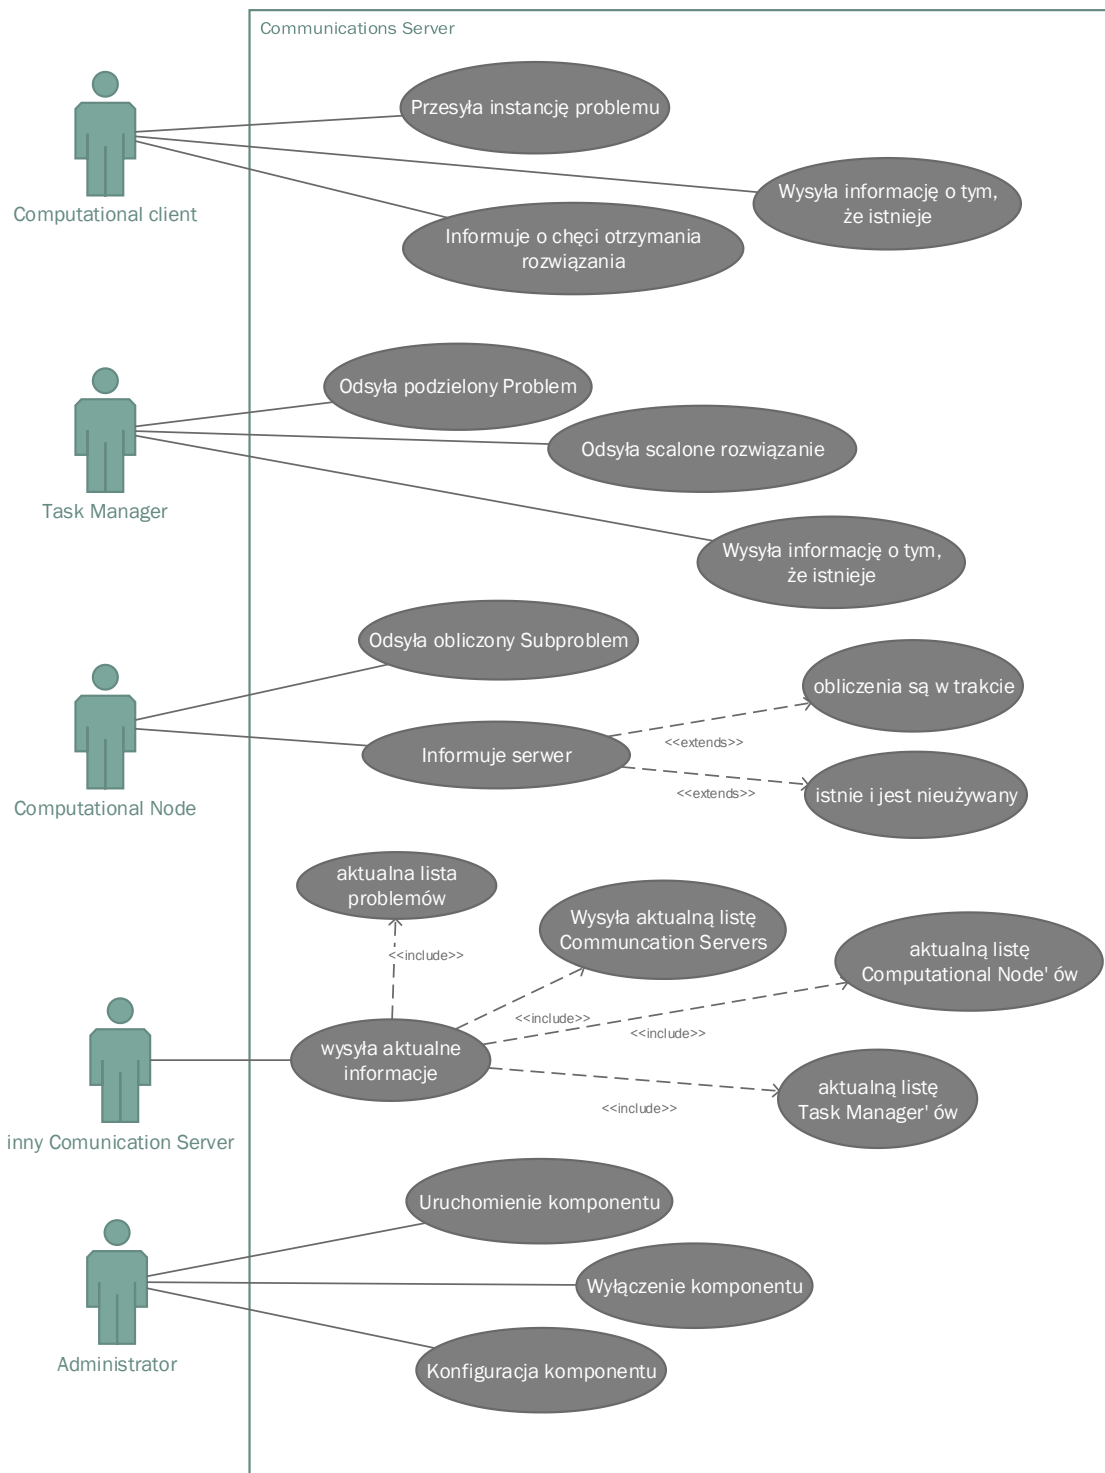 Communications Server
Przesyła instancję problemu
Wysyła informację o tym,
że istnieje
Computational client
Informuje o chęci otrzymania
rozwiązania
Odsyła podzielony Problem
Odsyła scalone rozwiązanie
Task Manager
Wysyła informację o tym,
że istnieje
Odsyła obliczony Subproblem
obliczenia są w trakcie
<<extends>>
Informuje serwer
<<extends>>
istnie i jest nieużywany
Computational Node
aktualna lista
problemów
Wysyła aktualną listę
Communcation Servers
<<include>>
aktualną listę
Computational Node' ów
<<include>>
<<include>>
wysyła aktualne
informacje
aktualną listę
Task Manager' ów
<<include>>
inny Comunication Server
Uruchomienie komponentu
Wyłączenie komponentu
Administrator
Konfiguracja komponentu